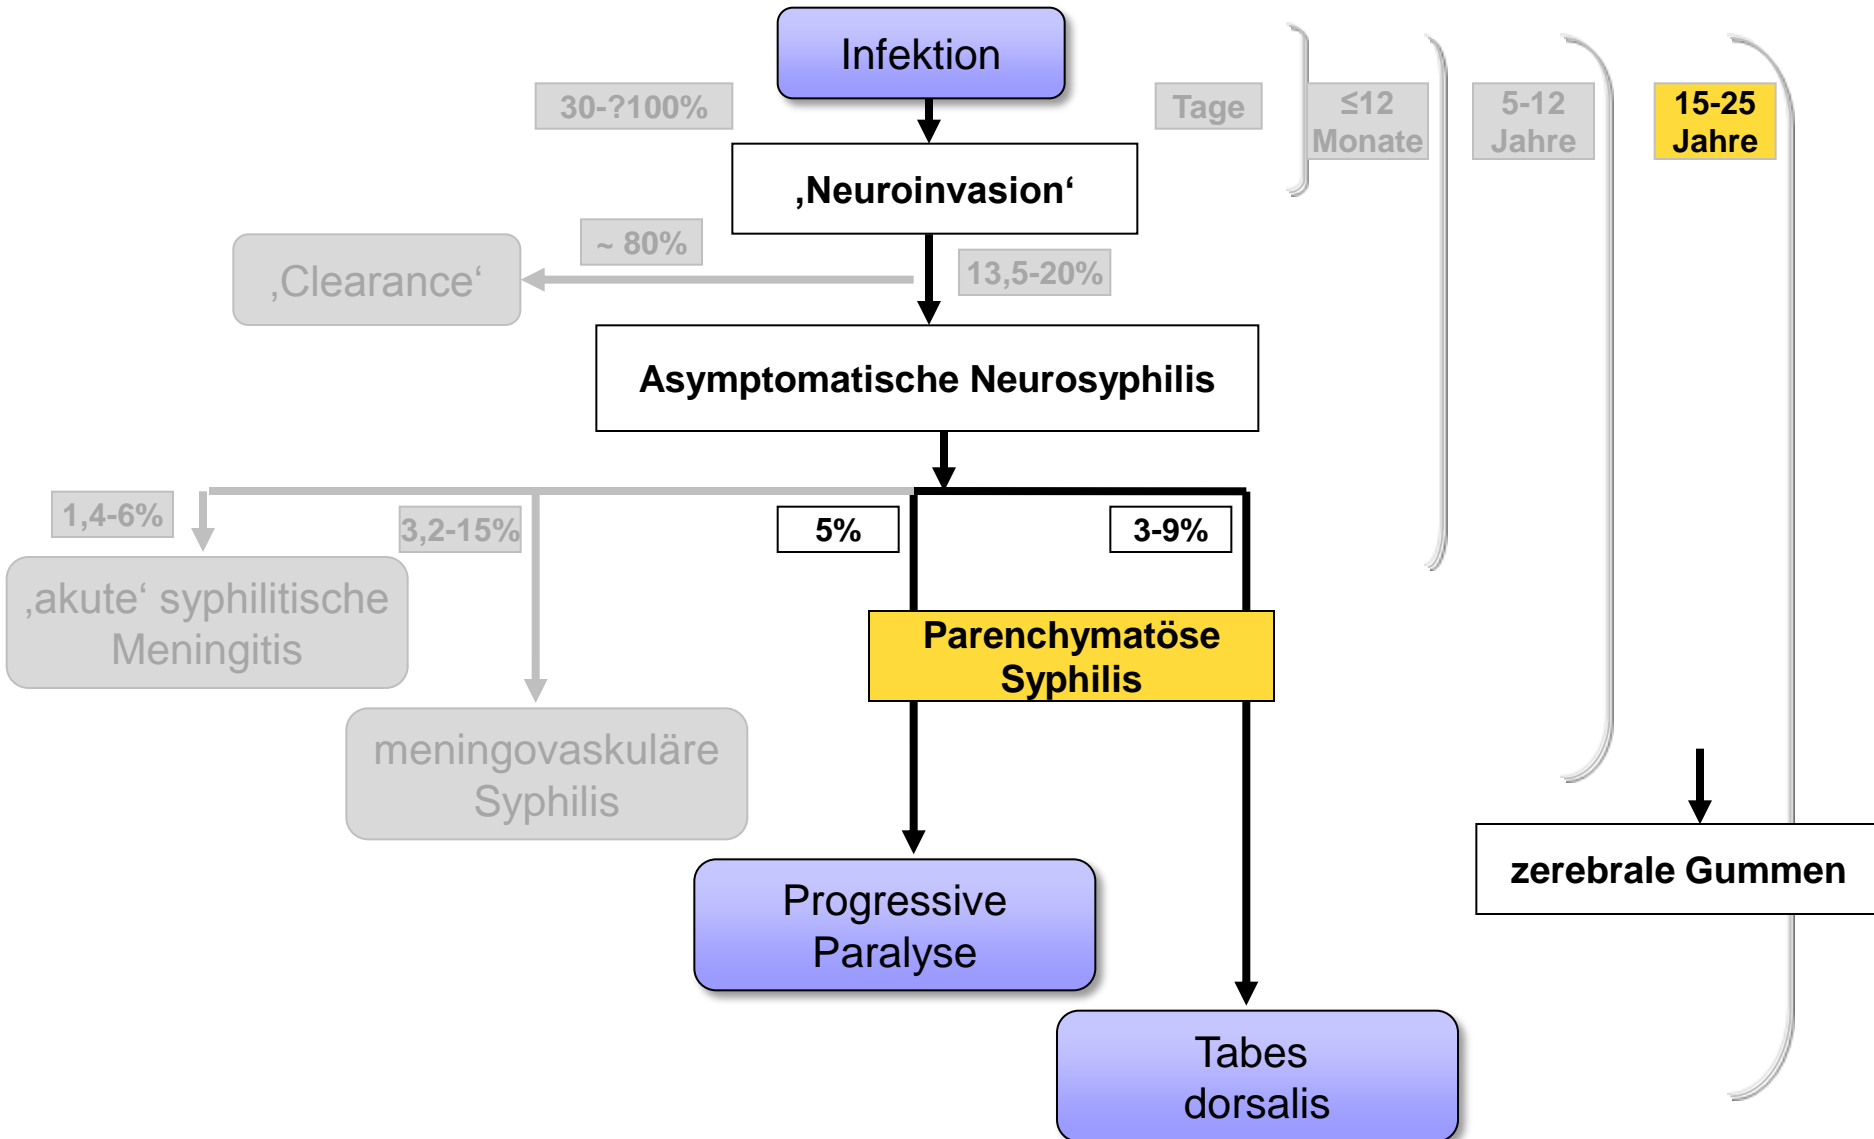 Infektion
30-?100%
Tage
≤12
Monate
5-12
Jahre
15-25
Jahre
‚Neuroinvasion‘
~ 80%
‚Clearance‘
13,5-20%
Asymptomatische Neurosyphilis
1,4-6%
3,2-15%
5%
3-9%
‚akute‘ syphilitische
Meningitis
Parenchymatöse
Syphilis
meningovaskuläre
Syphilis
zerebrale Gummen
Progressive
Paralyse
Tabes
dorsalis